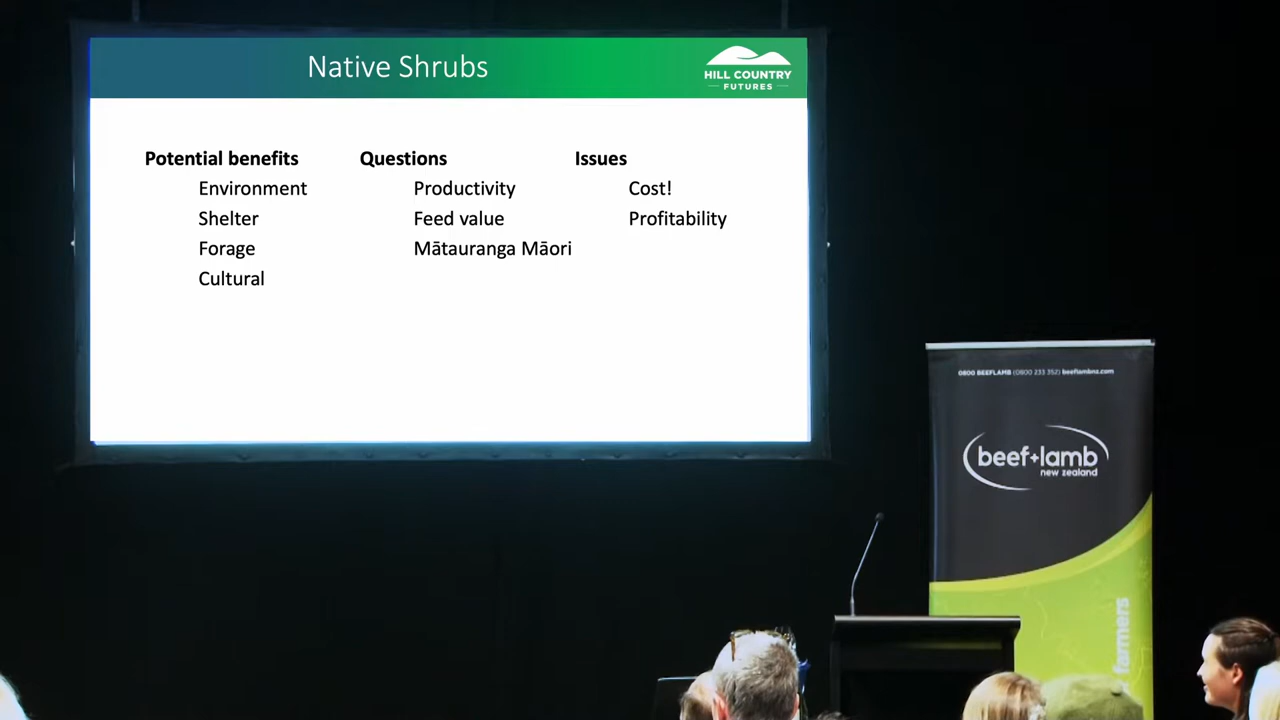 Native Shrubs
HILL COUNTRY
FUTURES
Potential benefits
Environment
Shelter
Forage
Cultural
Questions
Productivity
Feed value
Mātauranga Māori
Issues
Cost!
Profitability
0800 BEEFLAMB (0800 233 352) beeflambnz.com
beef+lamb
new zealand
farmers